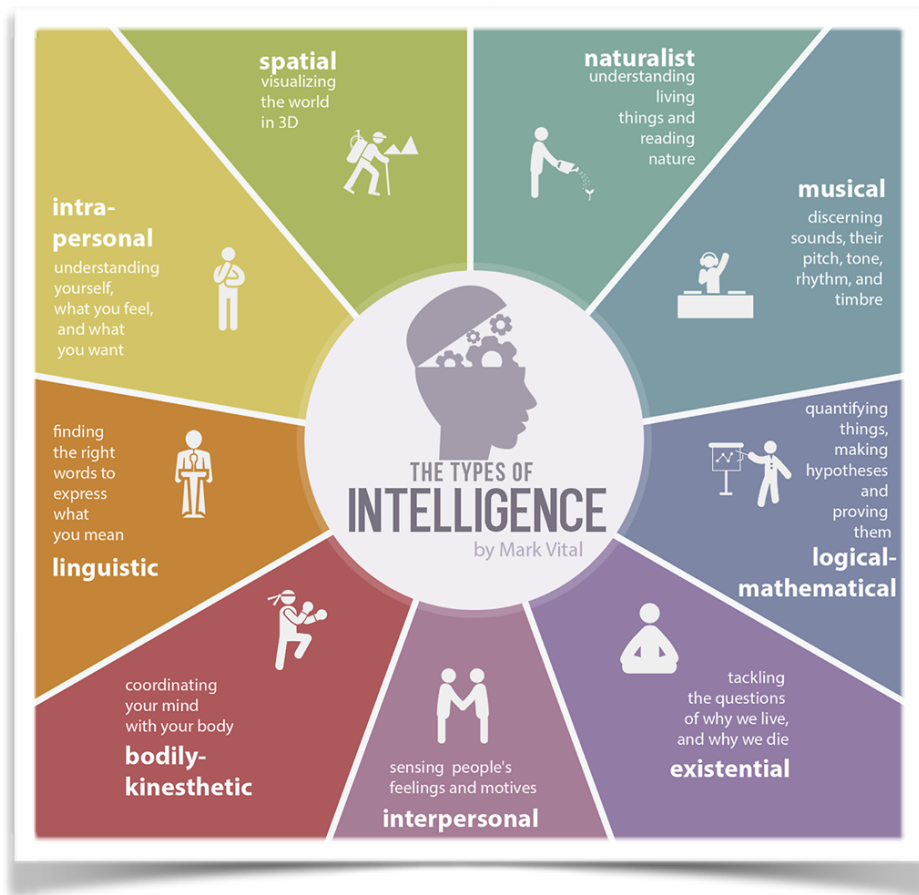 spatial
visualizing
the world
in 3D
naturalist
understanding
living
things and
reading
nature
musical
discerning
sounds, their
pitch, tone,
rhythm, and
timbre
quantifying
things,
making
hypotheses
and
proving
them
logical-
mathematical
tackling
the questions
of why we live,
and why we die
existential
sensing people's
feelings and motives
interpersonal
coordinating
your mind
with your body
bodily-
kinesthetic
finding
the right
words to
express
what
you mean
linguistic
intra-
personal
understanding
yourself,
what you feel,
and what
you want
THE TYPES OF
INTELLIGENCE
by Mark Vital